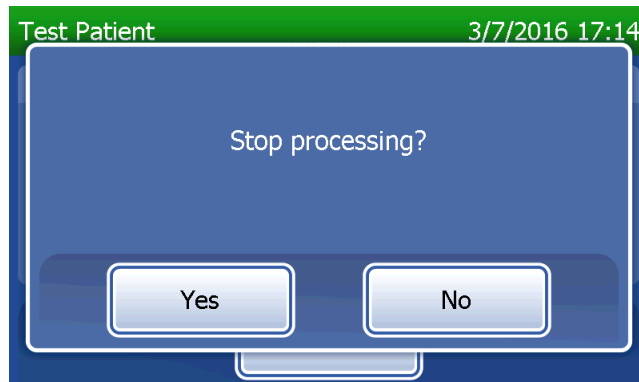 Test Patient 3/7/2016 17:14
Stop processing?
Yes No